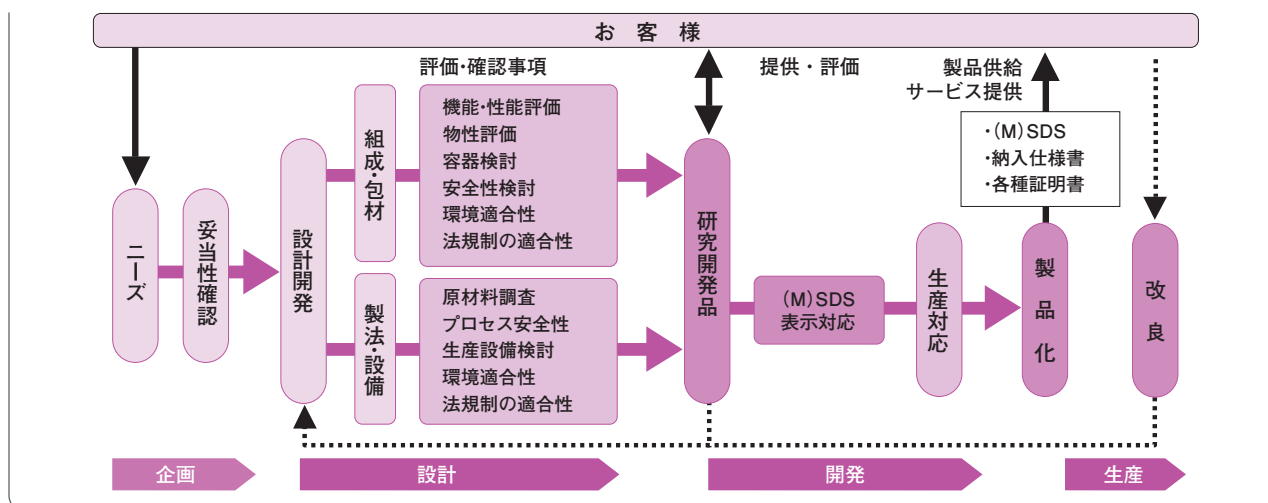 お客様
評価・確認事項
提供・評価
製品供給
サービス提供
・(M)SDS
・納入仕様書
・各種証明書
ニーズ
妥当性確認
設計開発
組成・包材
機能・性能評価
物性評価
容器検討
安全性検討
環境適合性
法規制の適合性
製法・設備
原材料調査
プロセス安全性
生産設備検討
環境適合性
法規制の適合性
研究開発品
(M)SDS
表示対応
生産対応
製品化
改良
企画
設計
開発
生産